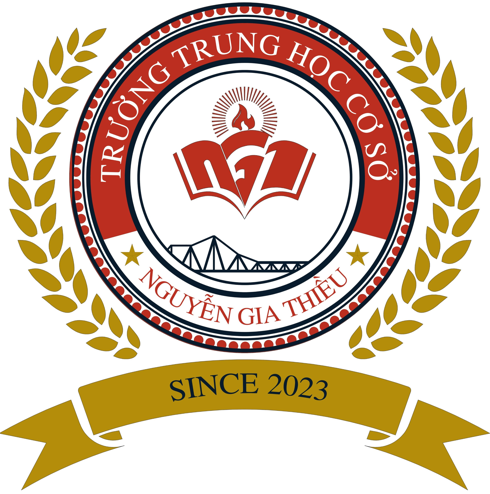 TRƯỜNG TRUNG HỌC CƠ SỞ
NGUYỄN GIA THIỀU
SINCE 2023